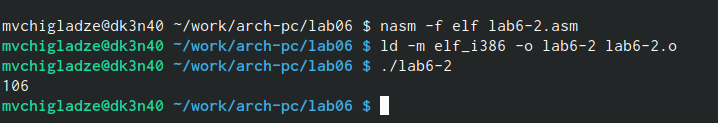 mvchigladze@dk3n40 ~/work/arch-pc/lab06 $ nasm -f elf lab6-2.asm
mvchigladze@dk3n40 ~/work/arch-pc/lab06 $ ld -m elf_i386 -o lab6-2 lab6-2.o
mvchigladze@dk3n40 ~/work/arch-pc/lab06 $ ./lab6-2
106
mvchigladze@dk3n40 ~/work/arch-pc/lab06 $